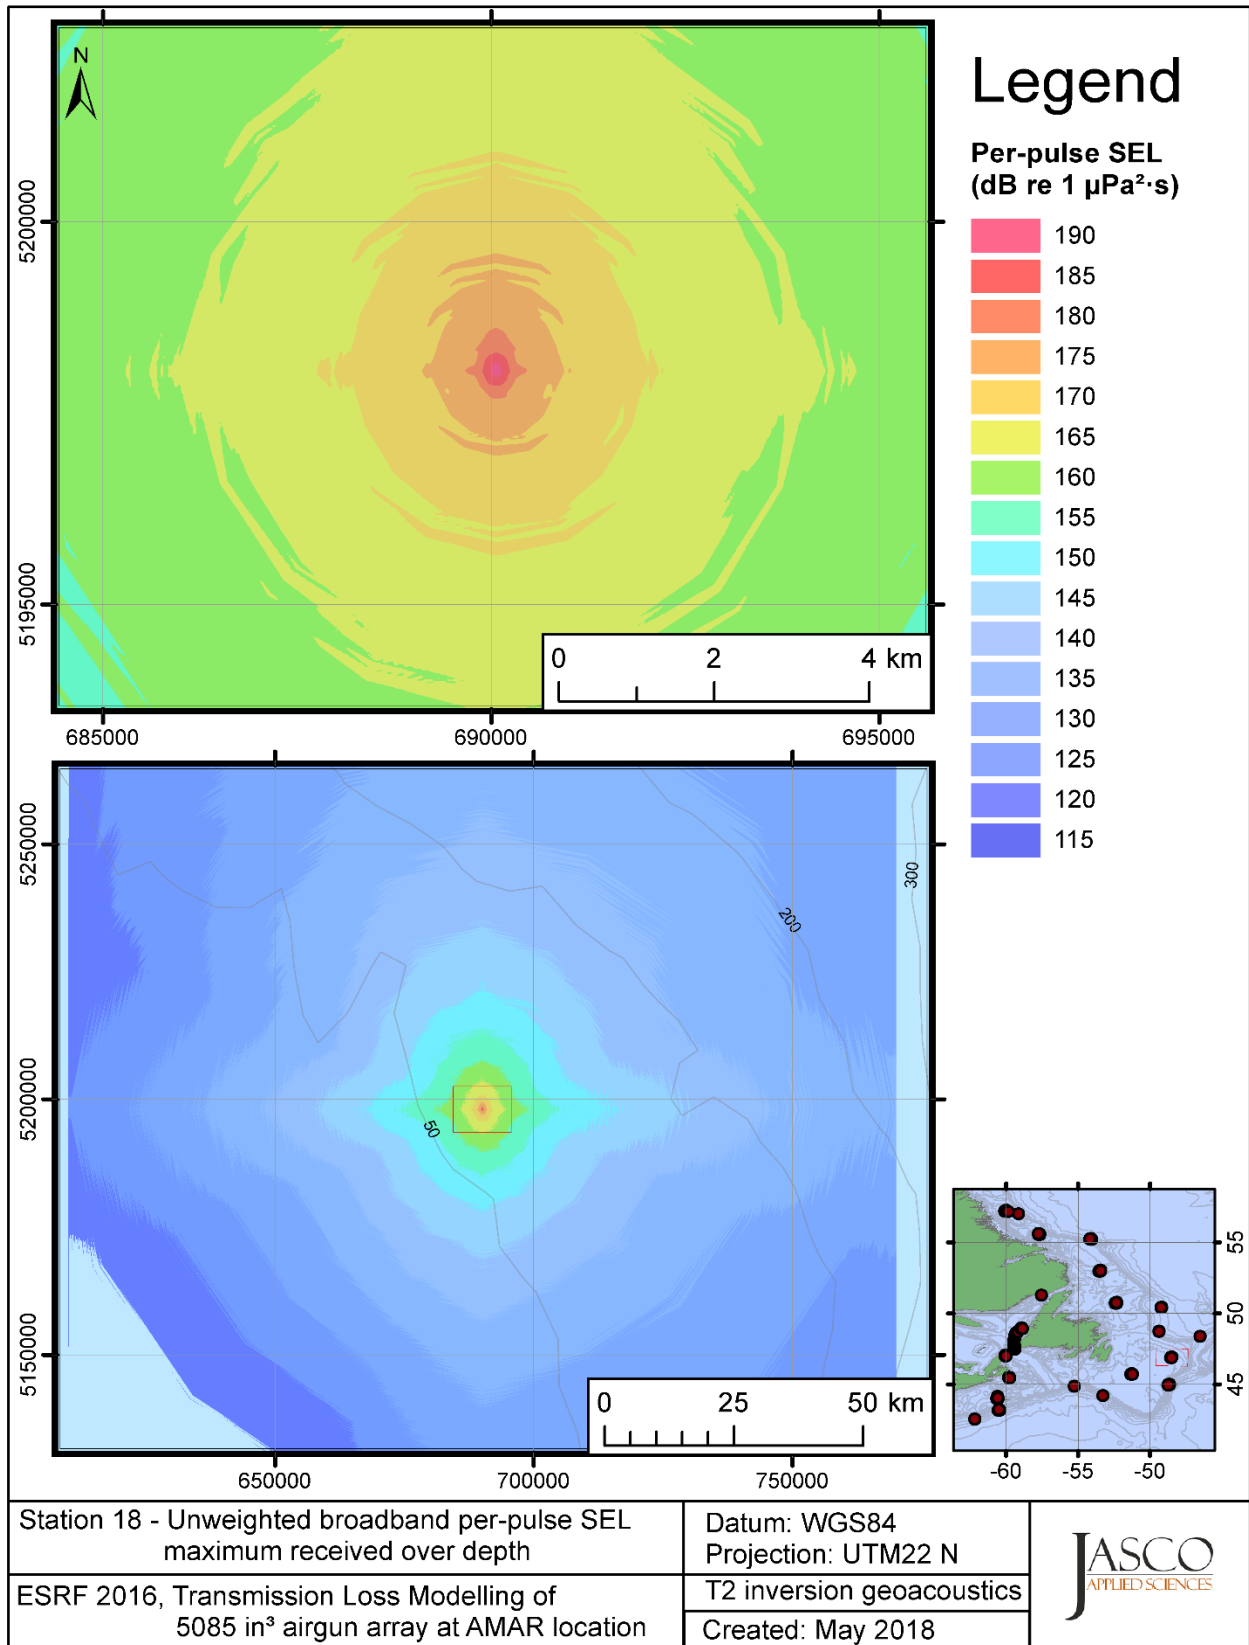 N
5200000
5195000
0 2 4 km
685000 690000 695000
Legend
Per-pulse SEL
(dB re 1 µPa²·s)
190
185
180
175
170
165
160
155
150
145
140
135
130
125
120
115
5250000
5200000
5150000
300
200
50
0 25 50 km
650000 700000 750000
55
50
45
-60 -55 -50
Station 18 - Unweighted broadband per-pulse SEL
maximum received over depth
ESRF 2016, Transmission Loss Modelling of
5085 in³ airgun array at AMAR location
Datum: WGS84
Projection: UTM22 N
T2 inversion geoacoustics
Created: May 2018
JASCO
APPLIED SCIENCES